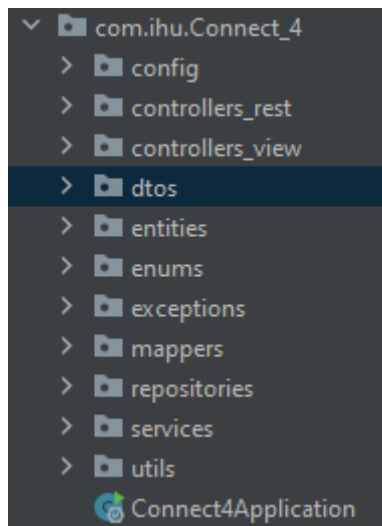 com.ihu.Connect_4
config
controllers_rest
controllers_view
dtos
entities
enums
exceptions
mappers
repositories
services
utils
Connect4Application